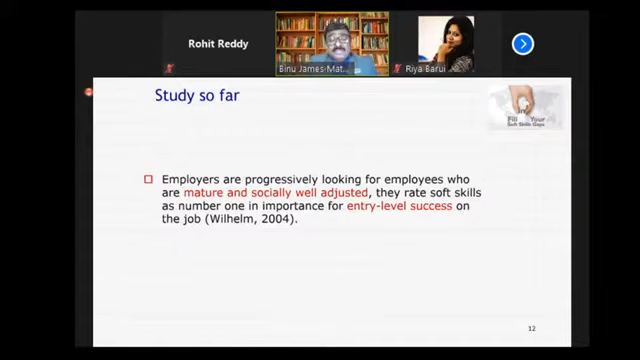 Rohit Reddy
Binu James Mat...
Riya Barui
Study so far
In
Fill Your
Soft Skills Gaps
Employers are progressively looking for employees who
are mature and socially well adjusted, they rate soft skills
as number one in importance for entry-level success on
the job (Wilhelm, 2004).
12